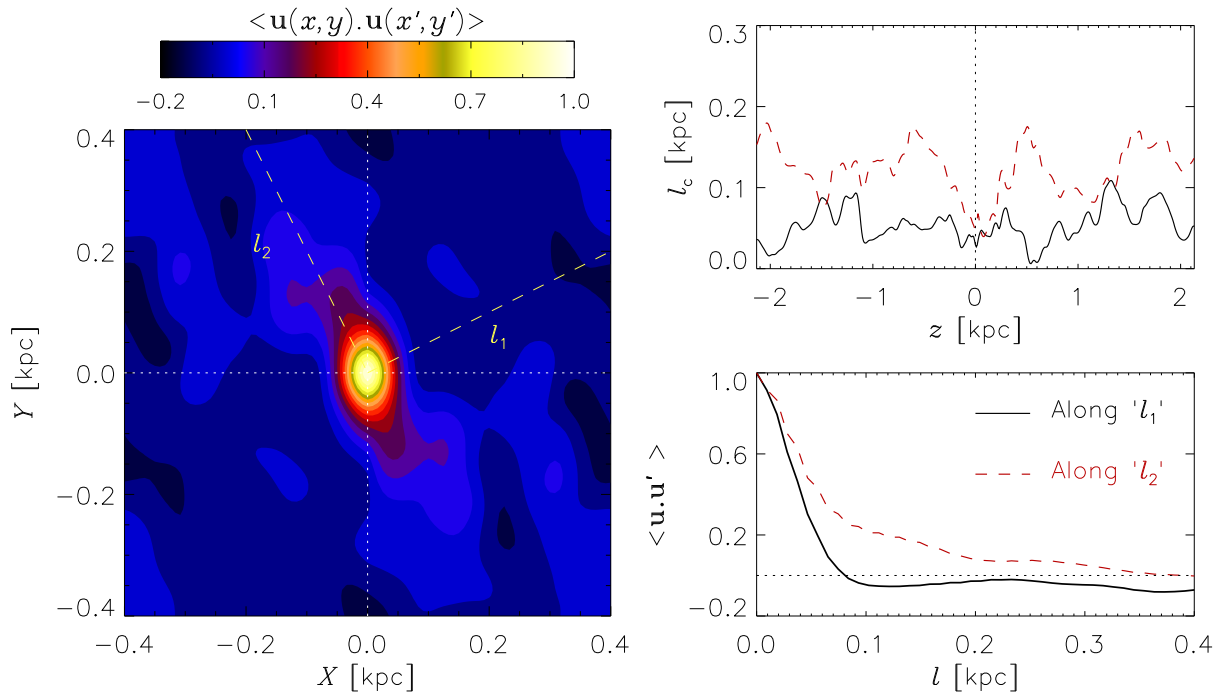 <u(x,y).u(x′,y′)>
−0.2 0.1 0.4 0.7 1.0
0.4
0.2
0.0
−0.2
−0.4
Y [kpc]
l₂
l₁
−0.4 −0.2 0.0 0.2 0.4
X [kpc]
0.3
0.2
0.1
0.0
l_c [kpc]
−2 −1 0 1 2
z [kpc]
1.0
0.6
0.2
−0.2
<u.u′ >
Along 'l₁'
Along 'l₂'
0.0 0.1 0.2 0.3 0.4
l [kpc]